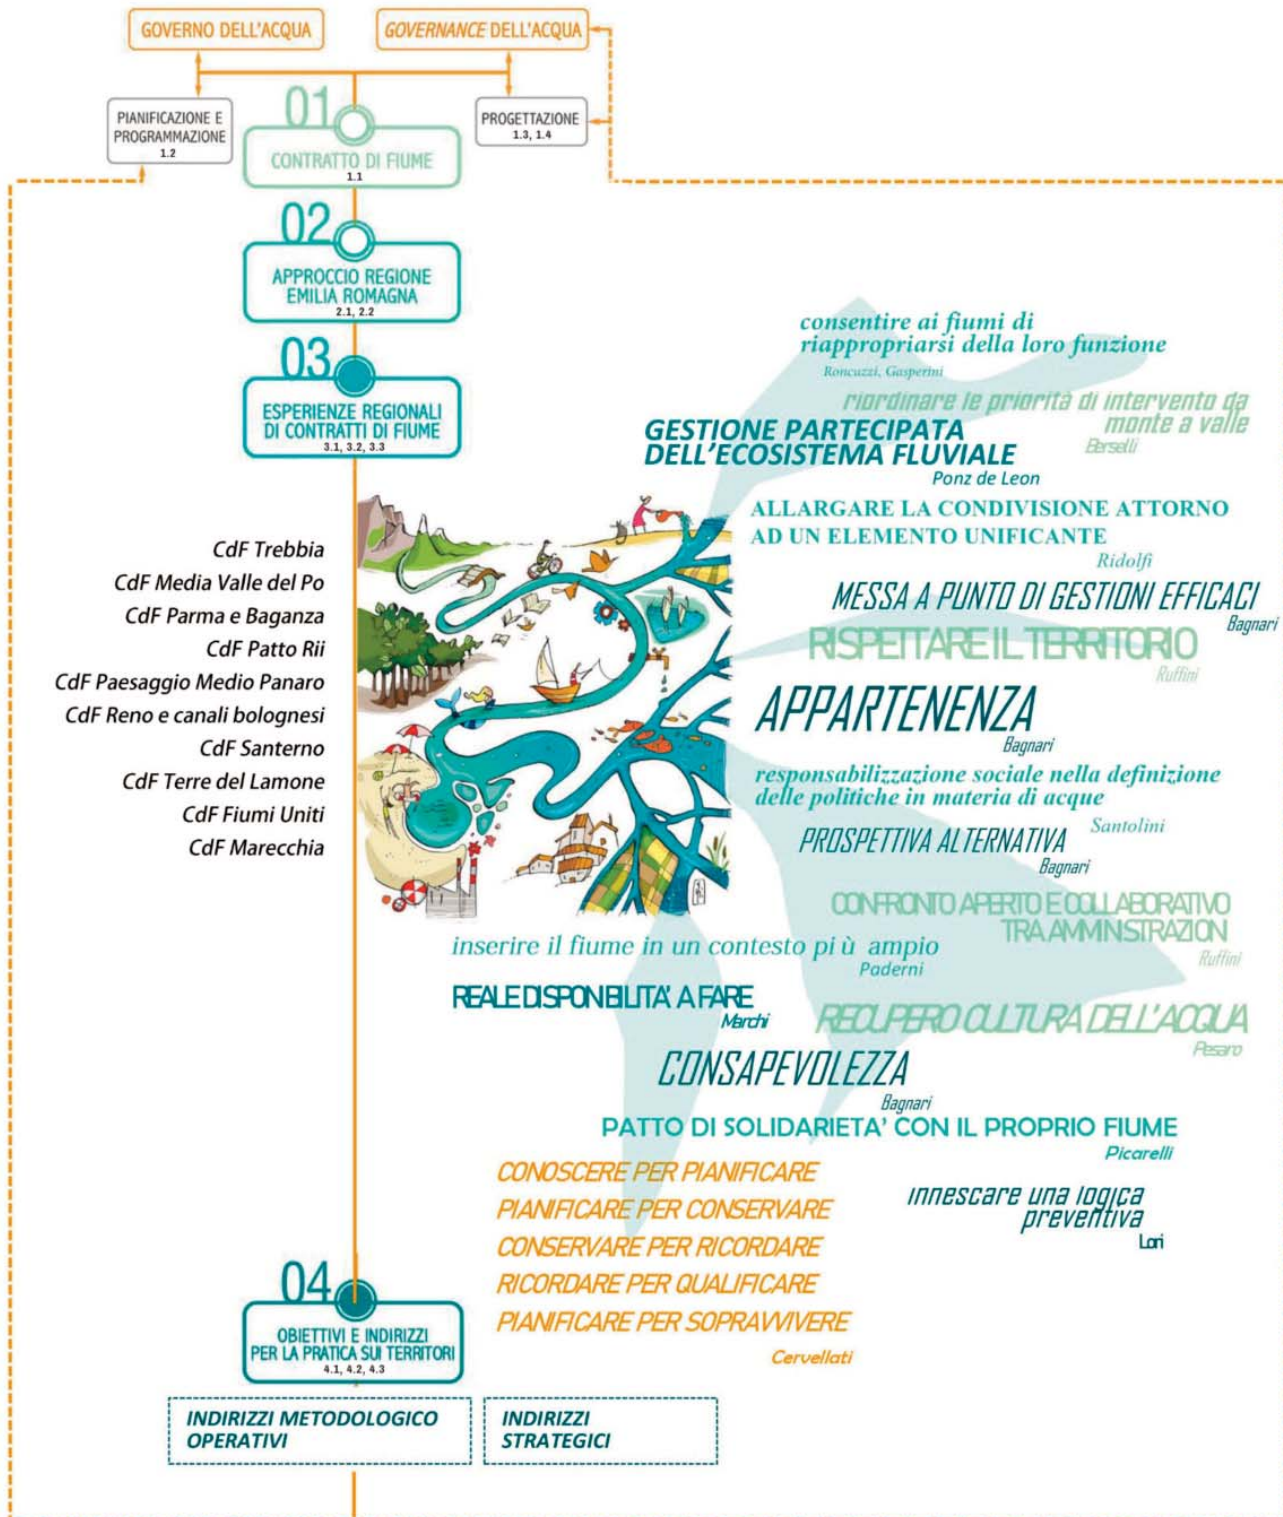 GOVERNO DELL'ACQUA
GOVERNANCE DELL'ACQUA
PIANIFICAZIONE E
PROGRAMMAZIONE
1.2
PROGETTAZIONE
1.3, 1.4
01
CONTRATTO DI FIUME
1.1
02
APPROCCIO REGIONE
EMILIA ROMAGNA
2.1, 2.2
03
ESPERIENZE REGIONALI
DI CONTRATTI DI FIUME
3.1, 3.2, 3.3
CdF Trebbia
CdF Media Valle del Po
CdF Parma e Baganza
CdF Patto Rii
CdF Paesaggio Medio Panaro
CdF Reno e canali bolognesi
CdF Santerno
CdF Terre del Lamone
CdF Fiumi Uniti
CdF Marecchia
consentire ai fiumi di
riappropriarsi della loro funzione
Roncuzzi, Gasperini
riordinare le priorità di intervento da
monte a valle
Berselli
GESTIONE PARTECIPATA
DELL'ECOSISTEMA FLUVIALE
Ponz de Leon
ALLARGARE LA CONDIVISIONE ATTORNO
AD UN ELEMENTO UNIFICANTE
Ridolfi
MESSA A PUNTO DI GESTIONI EFFICACI
Bagnari
RISPETTARE IL TERRITORIO
Ruffini
APPARTENENZA
Bagnari
responsabilizzazione sociale nella definizione
delle politiche in materia di acque
Santolini
PROSPETTIVA ALTERNATIVA
Bagnari
CONFRONTO APERTO E COLLABORATIVO
TRA AMMINISTRAZION
Ruffini
inserire il fiume in un contesto pi ù ampio
Paderni
REALE DISPONIBILITA' A FARE
Marchi
RECUPERO CULTURA DELL'ACQUA
Pesaro
CONSAPEVOLEZZA
Bagnari
PATTO DI SOLIDARIETA' CON IL PROPRIO FIUME
Picarelli
CONOSCERE PER PIANIFICARE
PIANIFICARE PER CONSERVARE
CONSERVARE PER RICORDARE
RICORDARE PER QUALIFICARE
PIANIFICARE PER SOPRAVVIVERE
Cervellati
innescare una logica
preventiva
Lori
04
OBIETTIVI E INDIRIZZI
PER LA PRATICA SUI TERRITORI
4.1, 4.2, 4.3
INDIRIZZI METODOLOGICO
OPERATIVI
INDIRIZZI
STRATEGICI